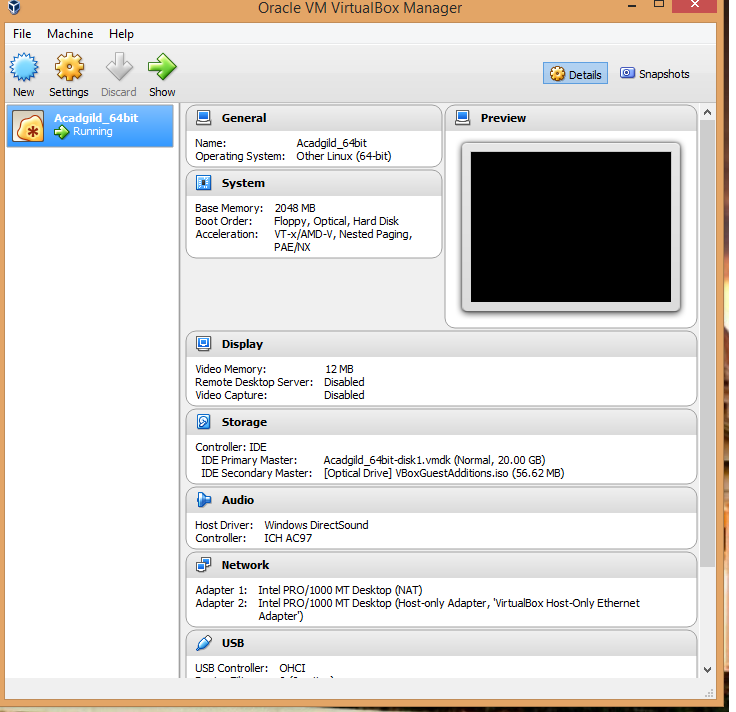 Oracle VM VirtualBox Manager
File Machine Help
New Settings Discard Show
Details Snapshots
Acadgild_64bit
Running
General
Name: Acadgild_64bit
Operating System: Other Linux (64-bit)
Preview
System
Base Memory: 2048 MB
Boot Order: Floppy, Optical, Hard Disk
Acceleration: VT-x/AMD-V, Nested Paging,
PAE/NX
Display
Video Memory: 12 MB
Remote Desktop Server: Disabled
Video Capture: Disabled
Storage
Controller: IDE
IDE Primary Master: Acadgild_64bit-disk1.vmdk (Normal, 20.00 GB)
IDE Secondary Master: [Optical Drive] VBoxGuestAdditions.iso (56.62 MB)
Audio
Host Driver: Windows DirectSound
Controller: ICH AC97
Network
Adapter 1: Intel PRO/1000 MT Desktop (NAT)
Adapter 2: Intel PRO/1000 MT Desktop (Host-only Adapter, 'VirtualBox Host-Only Ethernet
Adapter')
USB
USB Controller: OHCI